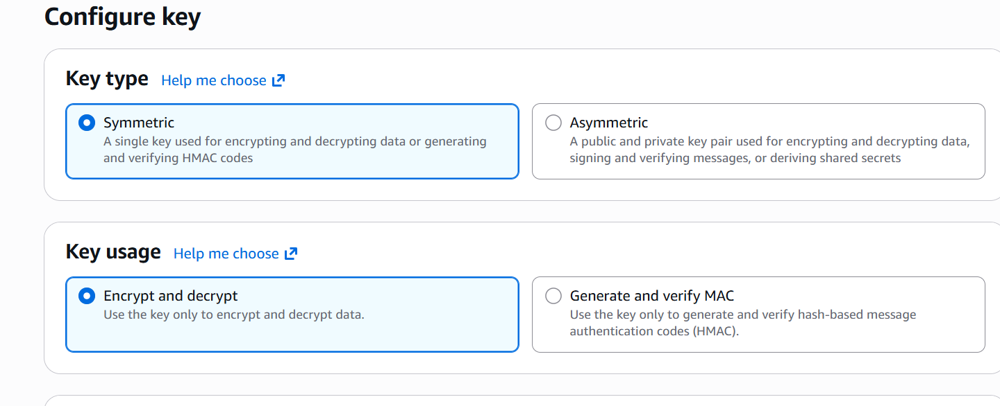 Configure key
Key type Help me choose
Symmetric
A single key used for encrypting and decrypting data or generating
and verifying HMAC codes
Asymmetric
A public and private key pair used for encrypting and decrypting data,
signing and verifying messages, or deriving shared secrets
Key usage Help me choose
Encrypt and decrypt
Use the key only to encrypt and decrypt data.
Generate and verify MAC
Use the key only to generate and verify hash-based message
authentication codes (HMAC).